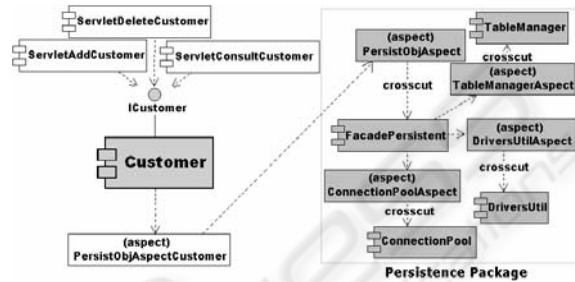 ServletDeleteCustomer
ServletAddCustomer
ServletConsultCustomer
ICustomer
Customer
(aspect)
PersistObjAspectCustomer
(aspect)
PersistObjAspect
TableManager
crosscut
crosscut
(aspect)
TableManagerAspect
FacadePersistent
(aspect)
DriversUtilAspect
(aspect)
ConnectionPoolAspect
crosscut
crosscut
DriversUtil
ConnectionPool
Persistence Package